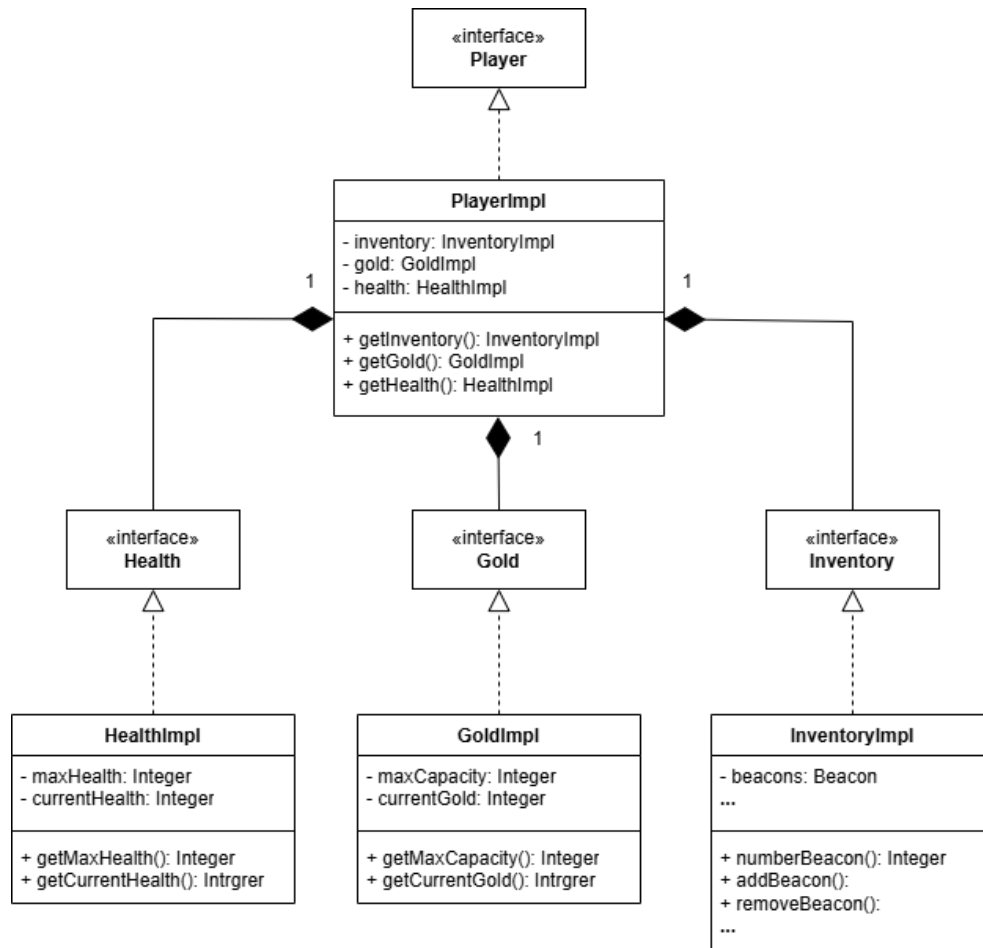 «interface»
Player
PlayerImpl
- inventory: InventoryImpl
- gold: GoldImpl
- health: HealthImpl
+ getInventory(): InventoryImpl
+ getGold(): GoldImpl
+ getHealth(): HealthImpl
1
1
1
«interface»
Health
«interface»
Gold
«interface»
Inventory
HealthImpl
- maxHealth: Integer
- currentHealth: Integer
+ getMaxHealth(): Integer
+ getCurrentHealth(): Intrgrer
GoldImpl
- maxCapacity: Integer
- currentGold: Integer
+ getMaxCapacity(): Integer
+ getCurrentGold(): Intrgrer
InventoryImpl
- beacons: Beacon
...
+ numberBeacon(): Integer
+ addBeacon():
+ removeBeacon():
...